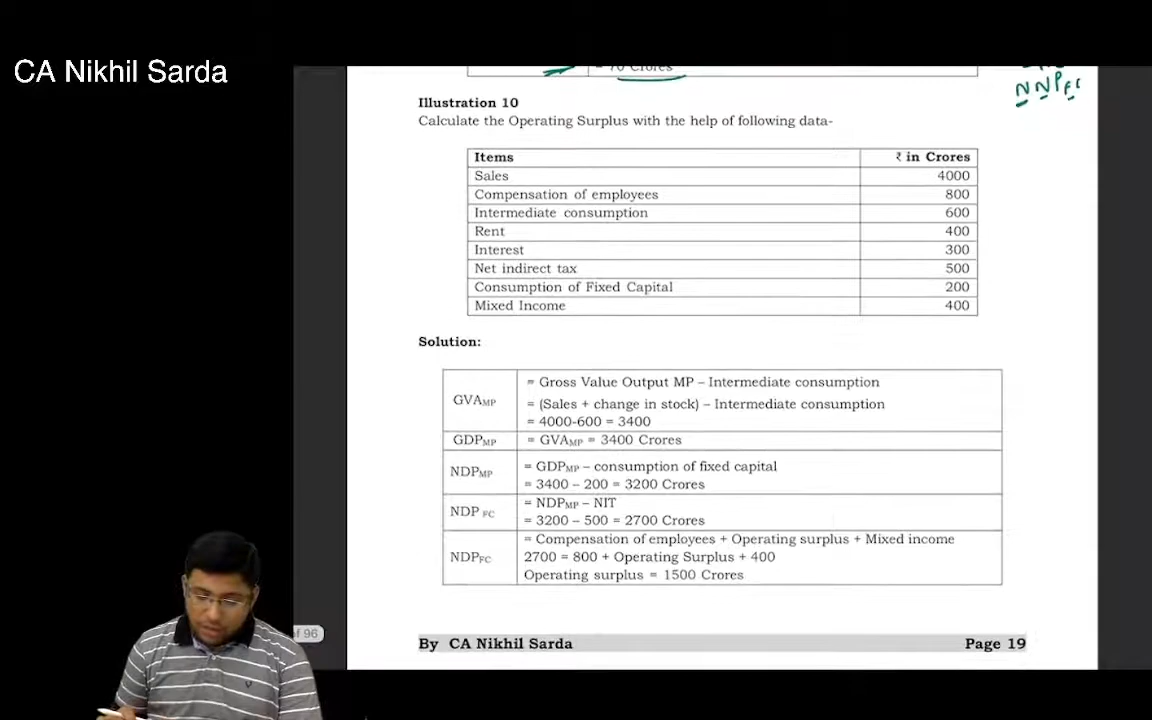 CA Nikhil Sarda
= 70 Crores
NNPFC
Illustration 10
Calculate the Operating Surplus with the help of following data-
Items ₹ in Crores
Sales 4000
Compensation of employees 800
Intermediate consumption 600
Rent 400
Interest 300
Net indirect tax 500
Consumption of Fixed Capital 200
Mixed Income 400
Solution:
GVAMP = Gross Value Output MP – Intermediate consumption
= (Sales + change in stock) – Intermediate consumption
= 4000-600 = 3400
GDPMP = GVAMP = 3400 Crores
NDPMP = GDPMP – consumption of fixed capital
= 3400 – 200 = 3200 Crores
NDP FC = NDPMP – NIT
= 3200 – 500 = 2700 Crores
NDPFC = Compensation of employees + Operating surplus + Mixed income
2700 = 800 + Operating Surplus + 400
Operating surplus = 1500 Crores
of 96
By CA Nikhil Sarda Page 19